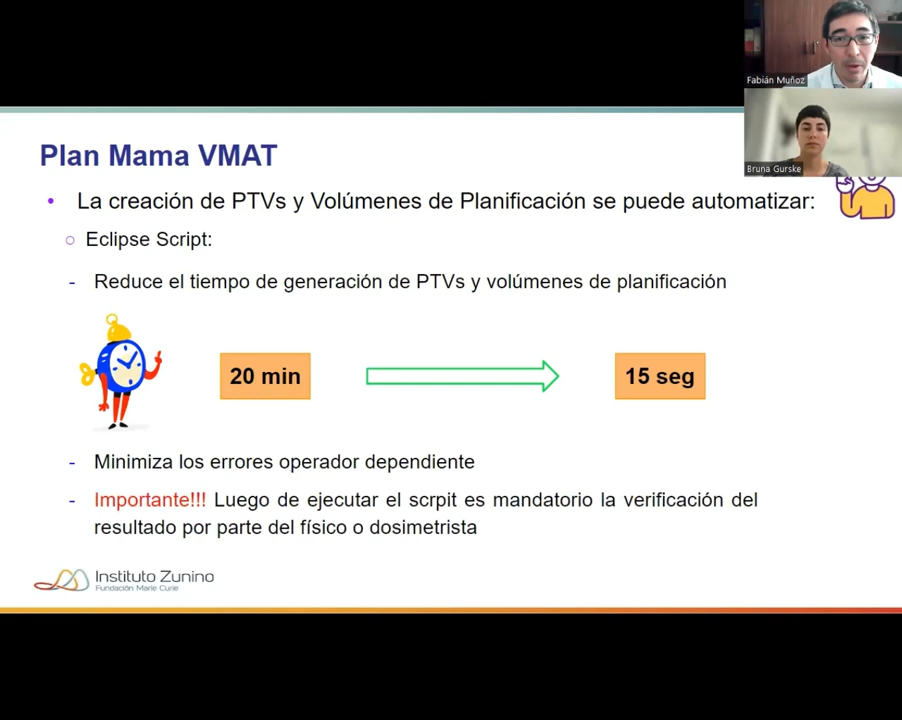 Fabián Muñoz
Bruna Gurske
Plan Mama VMAT
• La creación de PTVs y Volúmenes de Planificación se puede automatizar:
○ Eclipse Script:
- Reduce el tiempo de generación de PTVs y volúmenes de planificación
20 min
15 seg
- Minimiza los errores operador dependiente
- Importante!!! Luego de ejecutar el scrpit es mandatorio la verificación del
resultado por parte del físico o dosimetrista
Instituto Zunino
Fundación Marie Curie